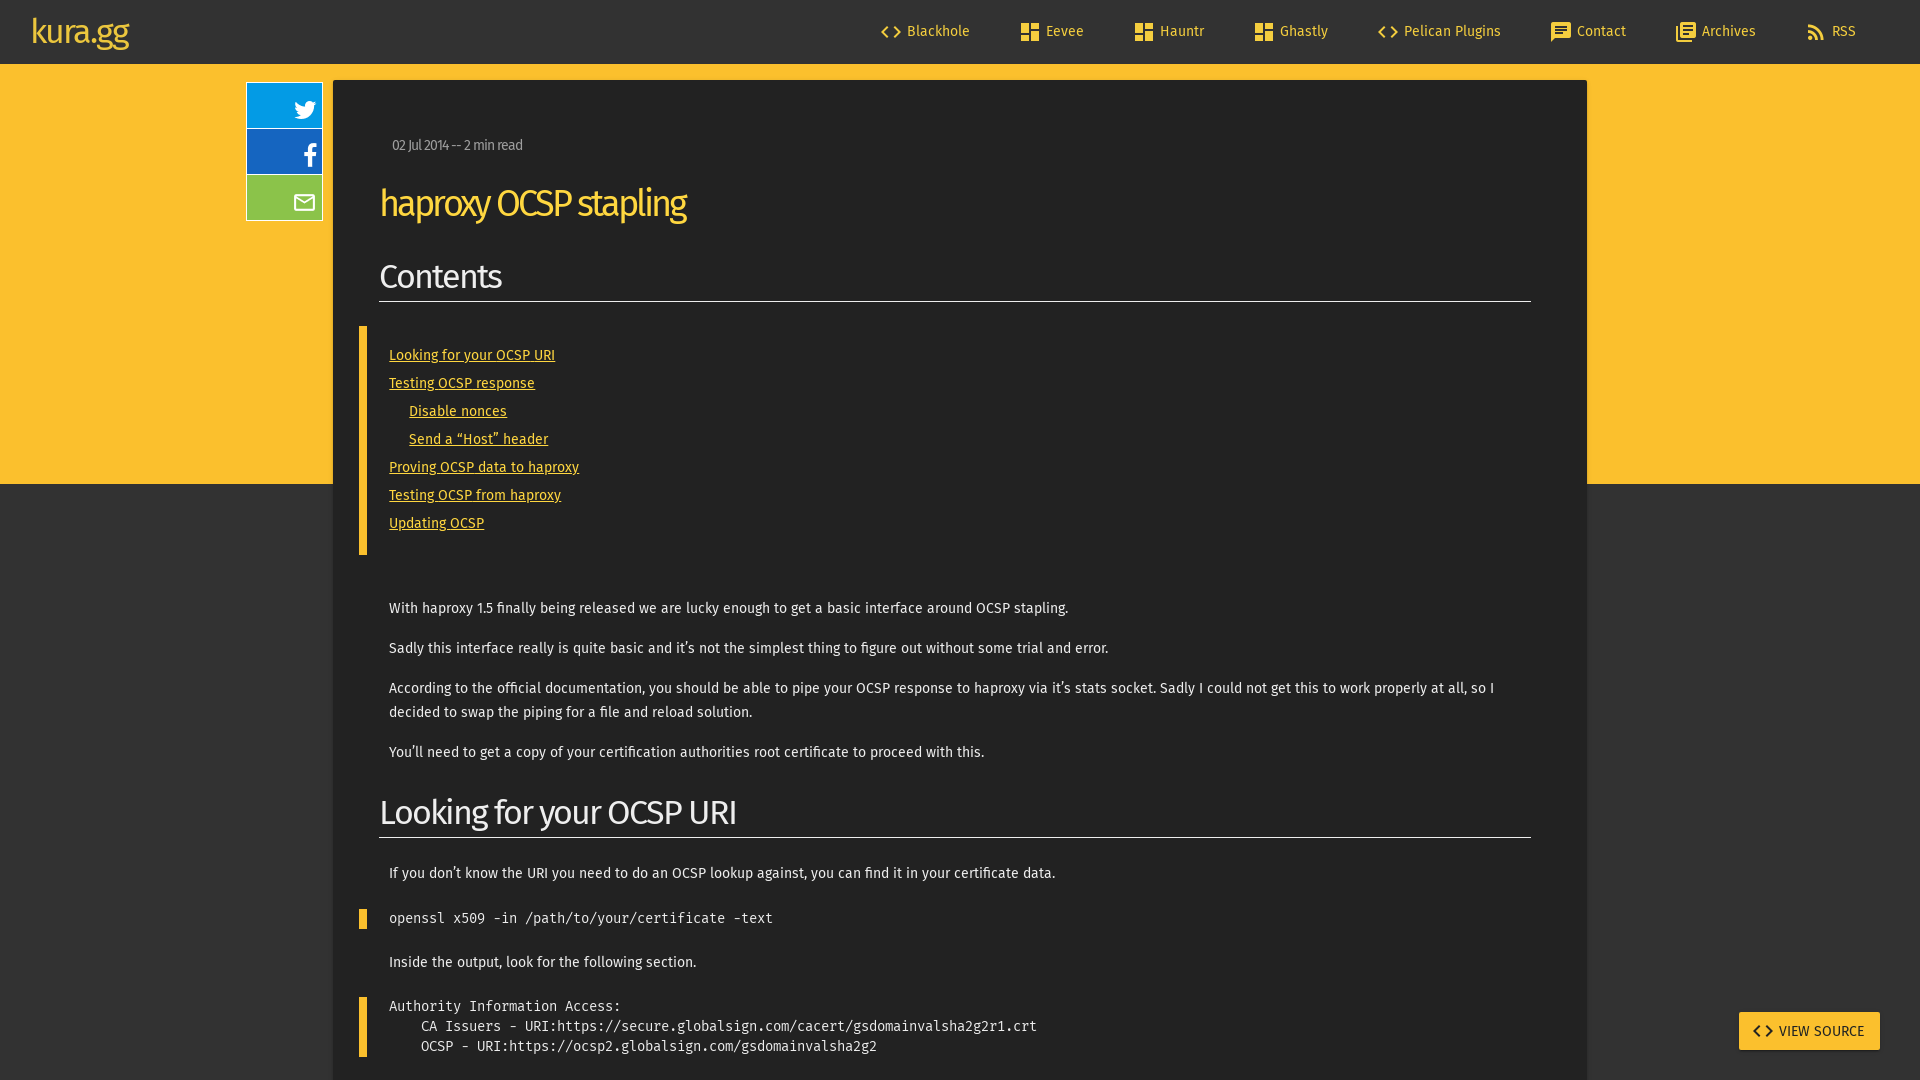 kura.gg
Blackhole
Eevee
Hauntr
Ghastly
Pelican Plugins
Contact
Archives
RSS
02 Jul 2014 -- 2 min read
haproxy OCSP stapling
Contents
Looking for your OCSP URI
Testing OCSP response
Disable nonces
Send a “Host” header
Proving OCSP data to haproxy
Testing OCSP from haproxy
Updating OCSP
With haproxy 1.5 finally being released we are lucky enough to get a basic interface around OCSP stapling.
Sadly this interface really is quite basic and it’s not the simplest thing to figure out without some trial and error.
According to the official documentation, you should be able to pipe your OCSP response to haproxy via it’s stats socket. Sadly I could not get this to work properly at all, so I
decided to swap the piping for a file and reload solution.
You’ll need to get a copy of your certification authorities root certificate to proceed with this.
Looking for your OCSP URI
If you don’t know the URI you need to do an OCSP lookup against, you can find it in your certificate data.
openssl x509 -in /path/to/your/certificate -text
Inside the output, look for the following section.
Authority Information Access:
    CA Issuers - URI:https://secure.globalsign.com/cacert/gsdomainvalsha2g2r1.crt
    OCSP - URI:https://ocsp2.globalsign.com/gsdomainvalsha2g2
VIEW SOURCE